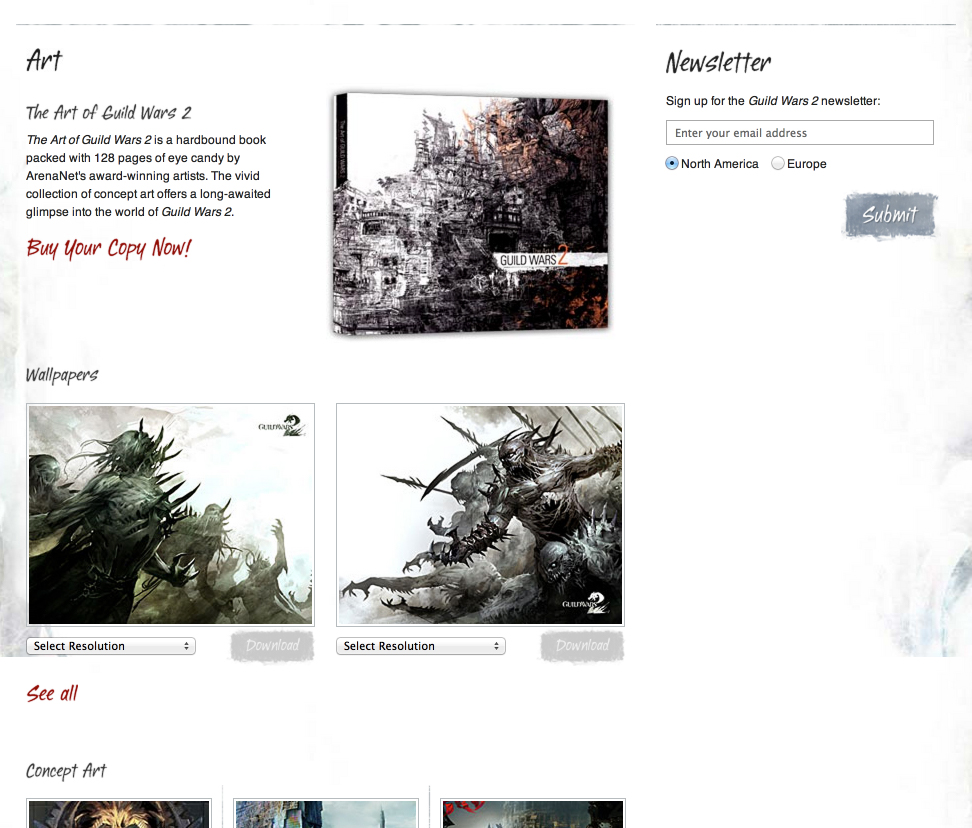 Art
The Art of Guild Wars 2
The Art of Guild Wars 2 is a hardbound book
packed with 128 pages of eye candy by
ArenaNet's award-winning artists. The vivid
collection of concept art offers a long-awaited
glimpse into the world of Guild Wars 2.
Buy Your Copy Now!
The Art of GUILD WARS 2
GUILD WARS 2
Newsletter
Sign up for the Guild Wars 2 newsletter:
Enter your email address
North America
Europe
Submit
Wallpapers
GUILD WARS 2
GUILD WARS 2
Select Resolution
Download
Select Resolution
Download
See all
Concept Art